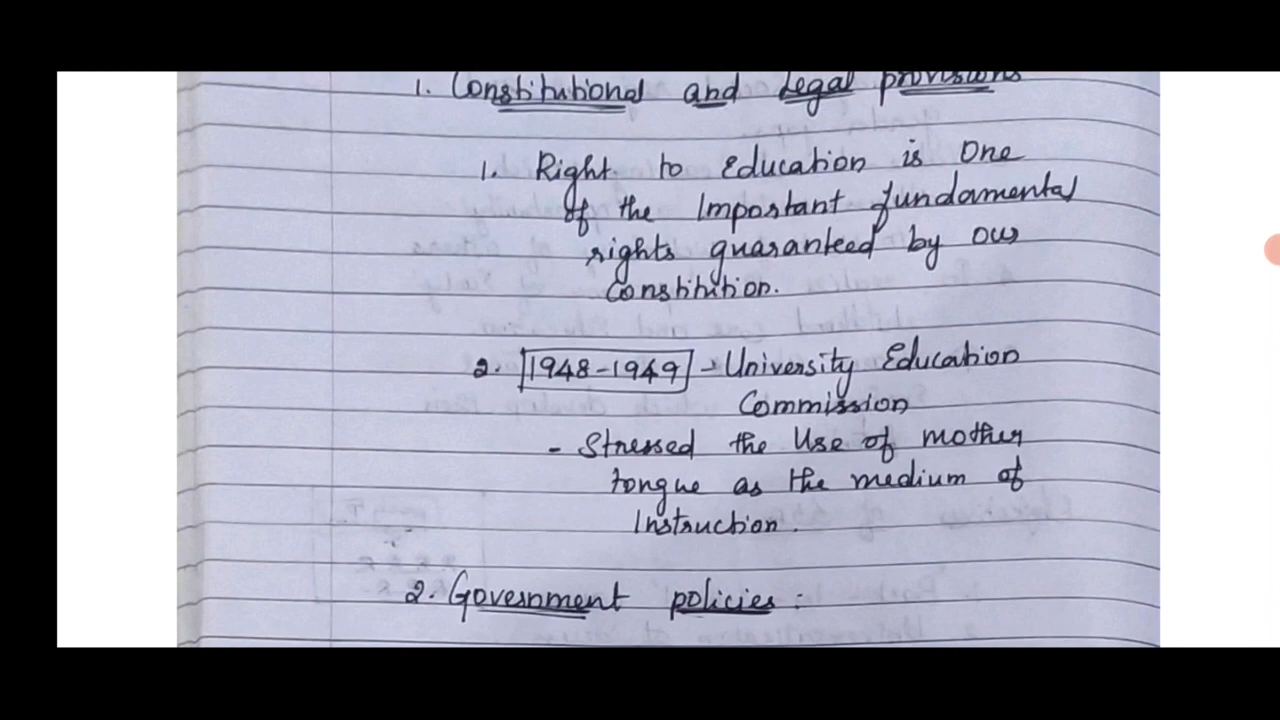 1. Constitutional and Legal provisions
1. Right to Education is One
of the Important fundamental
rights guaranteed by our
Constitution.
2. 1948-1949 - University Education
Commission
- Stressed the Use of mother
tongue as the medium of
Instruction.
2. Government policies :